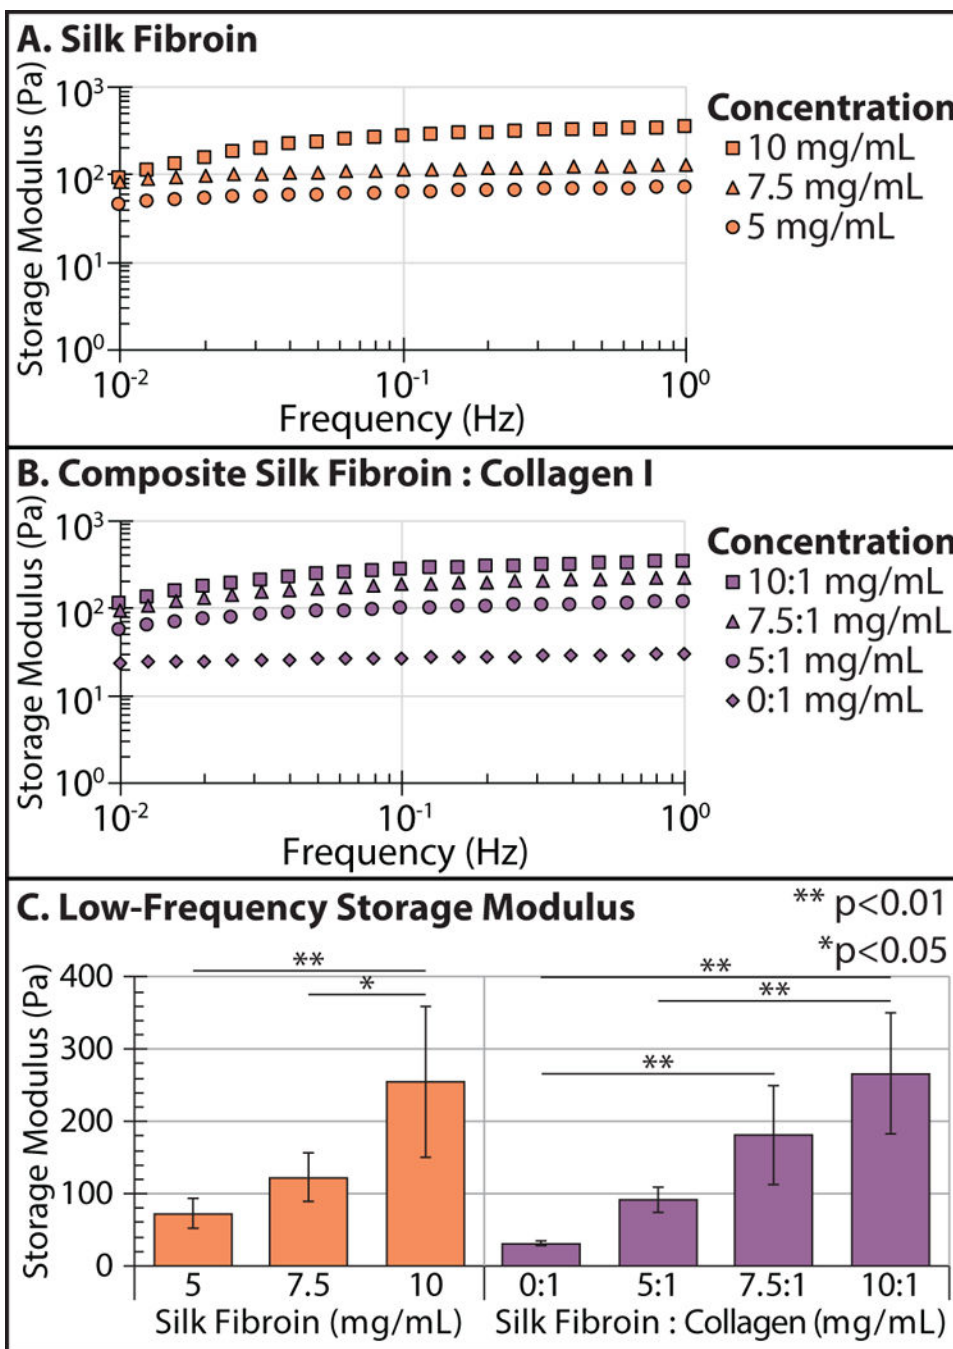 A. Silk Fibroin
Storage Modulus (Pa)
10³
10²
10¹
10⁰
10⁻²
10⁻¹
10⁰
Frequency (Hz)
Concentration
10 mg/mL
7.5 mg/mL
5 mg/mL
B. Composite Silk Fibroin : Collagen I
Storage Modulus (Pa)
10³
10²
10¹
10⁰
10⁻²
10⁻¹
10⁰
Frequency (Hz)
Concentration
10:1 mg/mL
7.5:1 mg/mL
5:1 mg/mL
0:1 mg/mL
C. Low-Frequency Storage Modulus
** p<0.01
*p<0.05
Storage Modulus (Pa)
400
300
200
100
0
**
*
**
**
**
5 7.5 10
Silk Fibroin (mg/mL)
0:1 5:1 7.5:1 10:1
Silk Fibroin : Collagen (mg/mL)